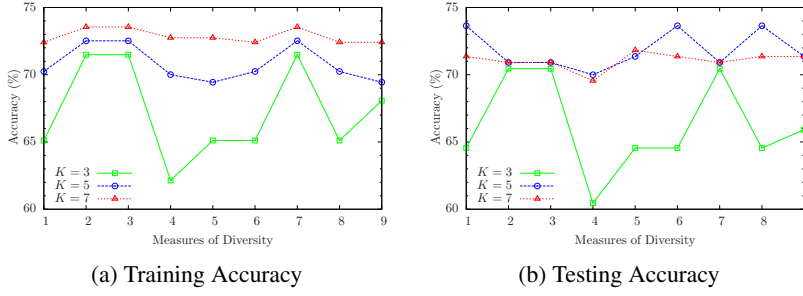 75
70
65
60
Accuracy (%)
K = 3
K = 5
K = 7
1 2 3 4 5 6 7 8 9
Measures of Diversity
(a) Training Accuracy
75
70
65
60
Accuracy (%)
K = 3
K = 5
K = 7
1 2 3 4 5 6 7 8
Measures of Diversity
(b) Testing Accuracy